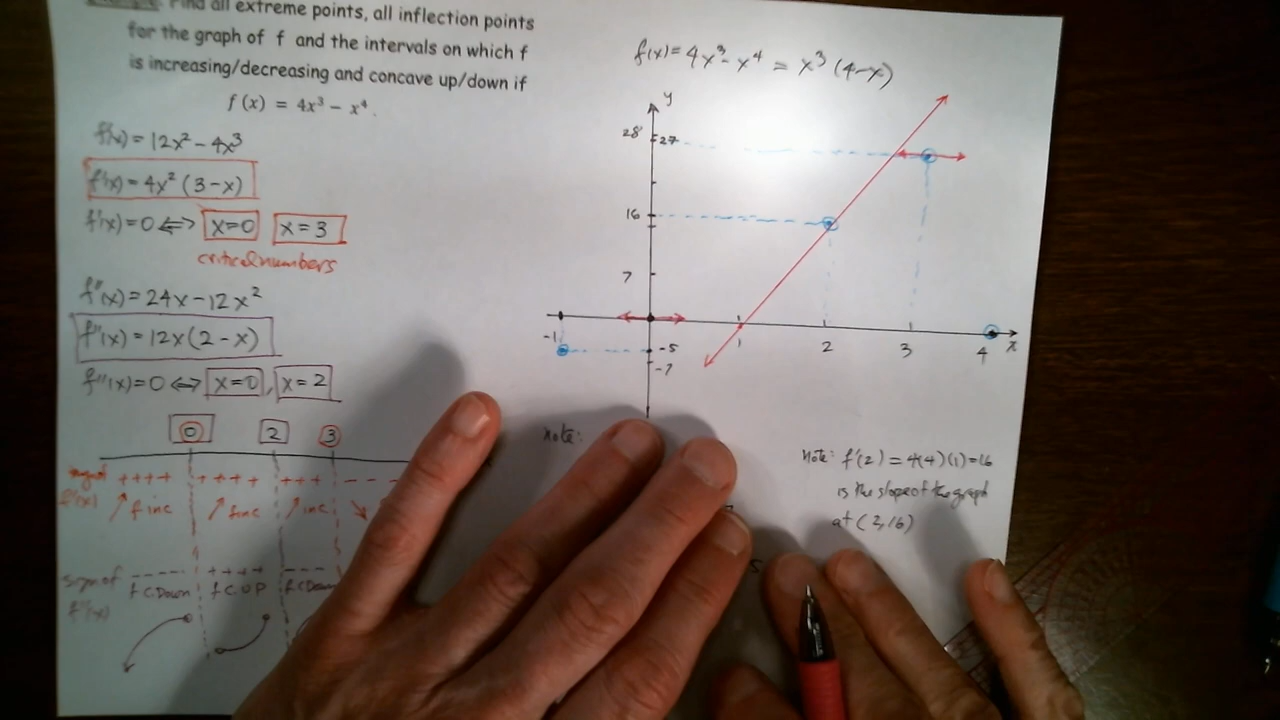 Find all extreme points, all inflection points
for the graph of f and the intervals on which f
is increasing/decreasing and concave up/down if
f (x) = 4x³ − x⁴.
f'(x) = 12x² − 4x³
f'(x) = 4x² (3 − x)
f'(x) = 0 ⟺ x=0 x = 3
critical numbers
f''(x) = 24x − 12x²
f''(x) = 12x(2 − x)
f''(x) = 0 ⟺ x=0, x = 2
0 2 3
sign of ++++ ++++ +++ - - -
f'(x) f inc f inc inc
sign of ---- ++++ ---
f''(x) f C.Down f C.UP f C.Down
f(x) = 4x³ − x⁴ = x³ (4−x)
y
28 27
16
7
-1 1 2 3 4 x
-5
-7
note:
Note: f'(2) = 4(4)(1) = 16
is the slope of the graph
at (2,16)